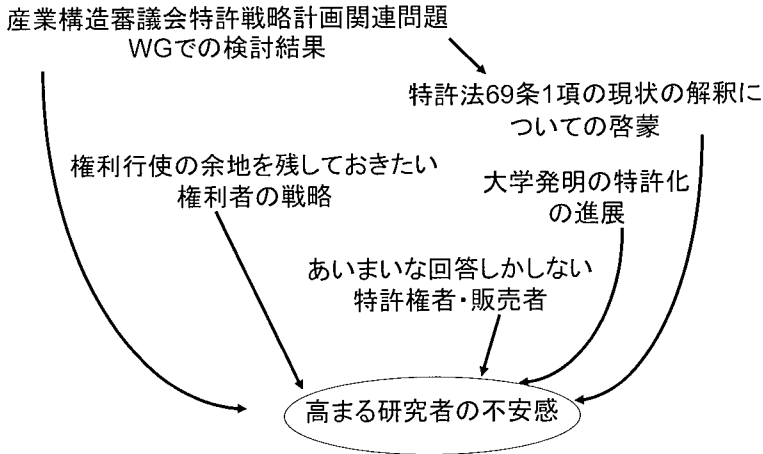 産業構造審議会特許戦略計画関連問題
WGでの検討結果
特許法69条1項の現状の解釈に
ついての啓蒙
権利行使の余地を残しておきたい
権利者の戦略
大学発明の特許化
の進展
あいまいな回答しかしない
特許権者・販売者
高まる研究者の不安感